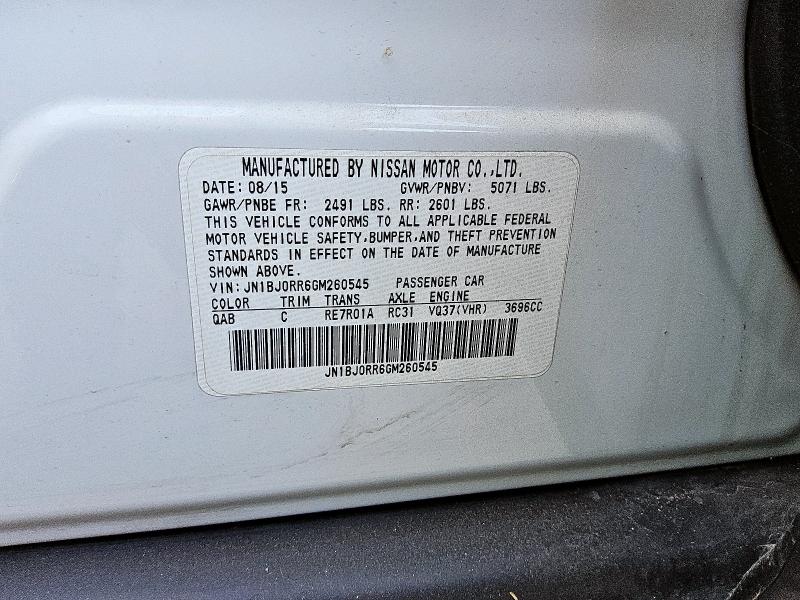 MANUFACTURED BY NISSAN MOTOR CO.,LTD.
DATE: 08/15 GVWR/PNBV: 5071 LBS.
GAWR/PNBE FR: 2491 LBS. RR: 2601 LBS.
THIS VEHICLE CONFORMS TO ALL APPLICABLE FEDERAL
MOTOR VEHICLE SAFETY,BUMPER,AND THEFT PREVENTION
STANDARDS IN EFFECT ON THE DATE OF MANUFACTURE
SHOWN ABOVE.
VIN: JN1BJ0RR6GM260545 PASSENGER CAR
COLOR TRIM TRANS AXLE ENGINE
QAB C RE7R01A RC31 VQ37(VHR) 3696CC
JN1BJ0RR6GM260545